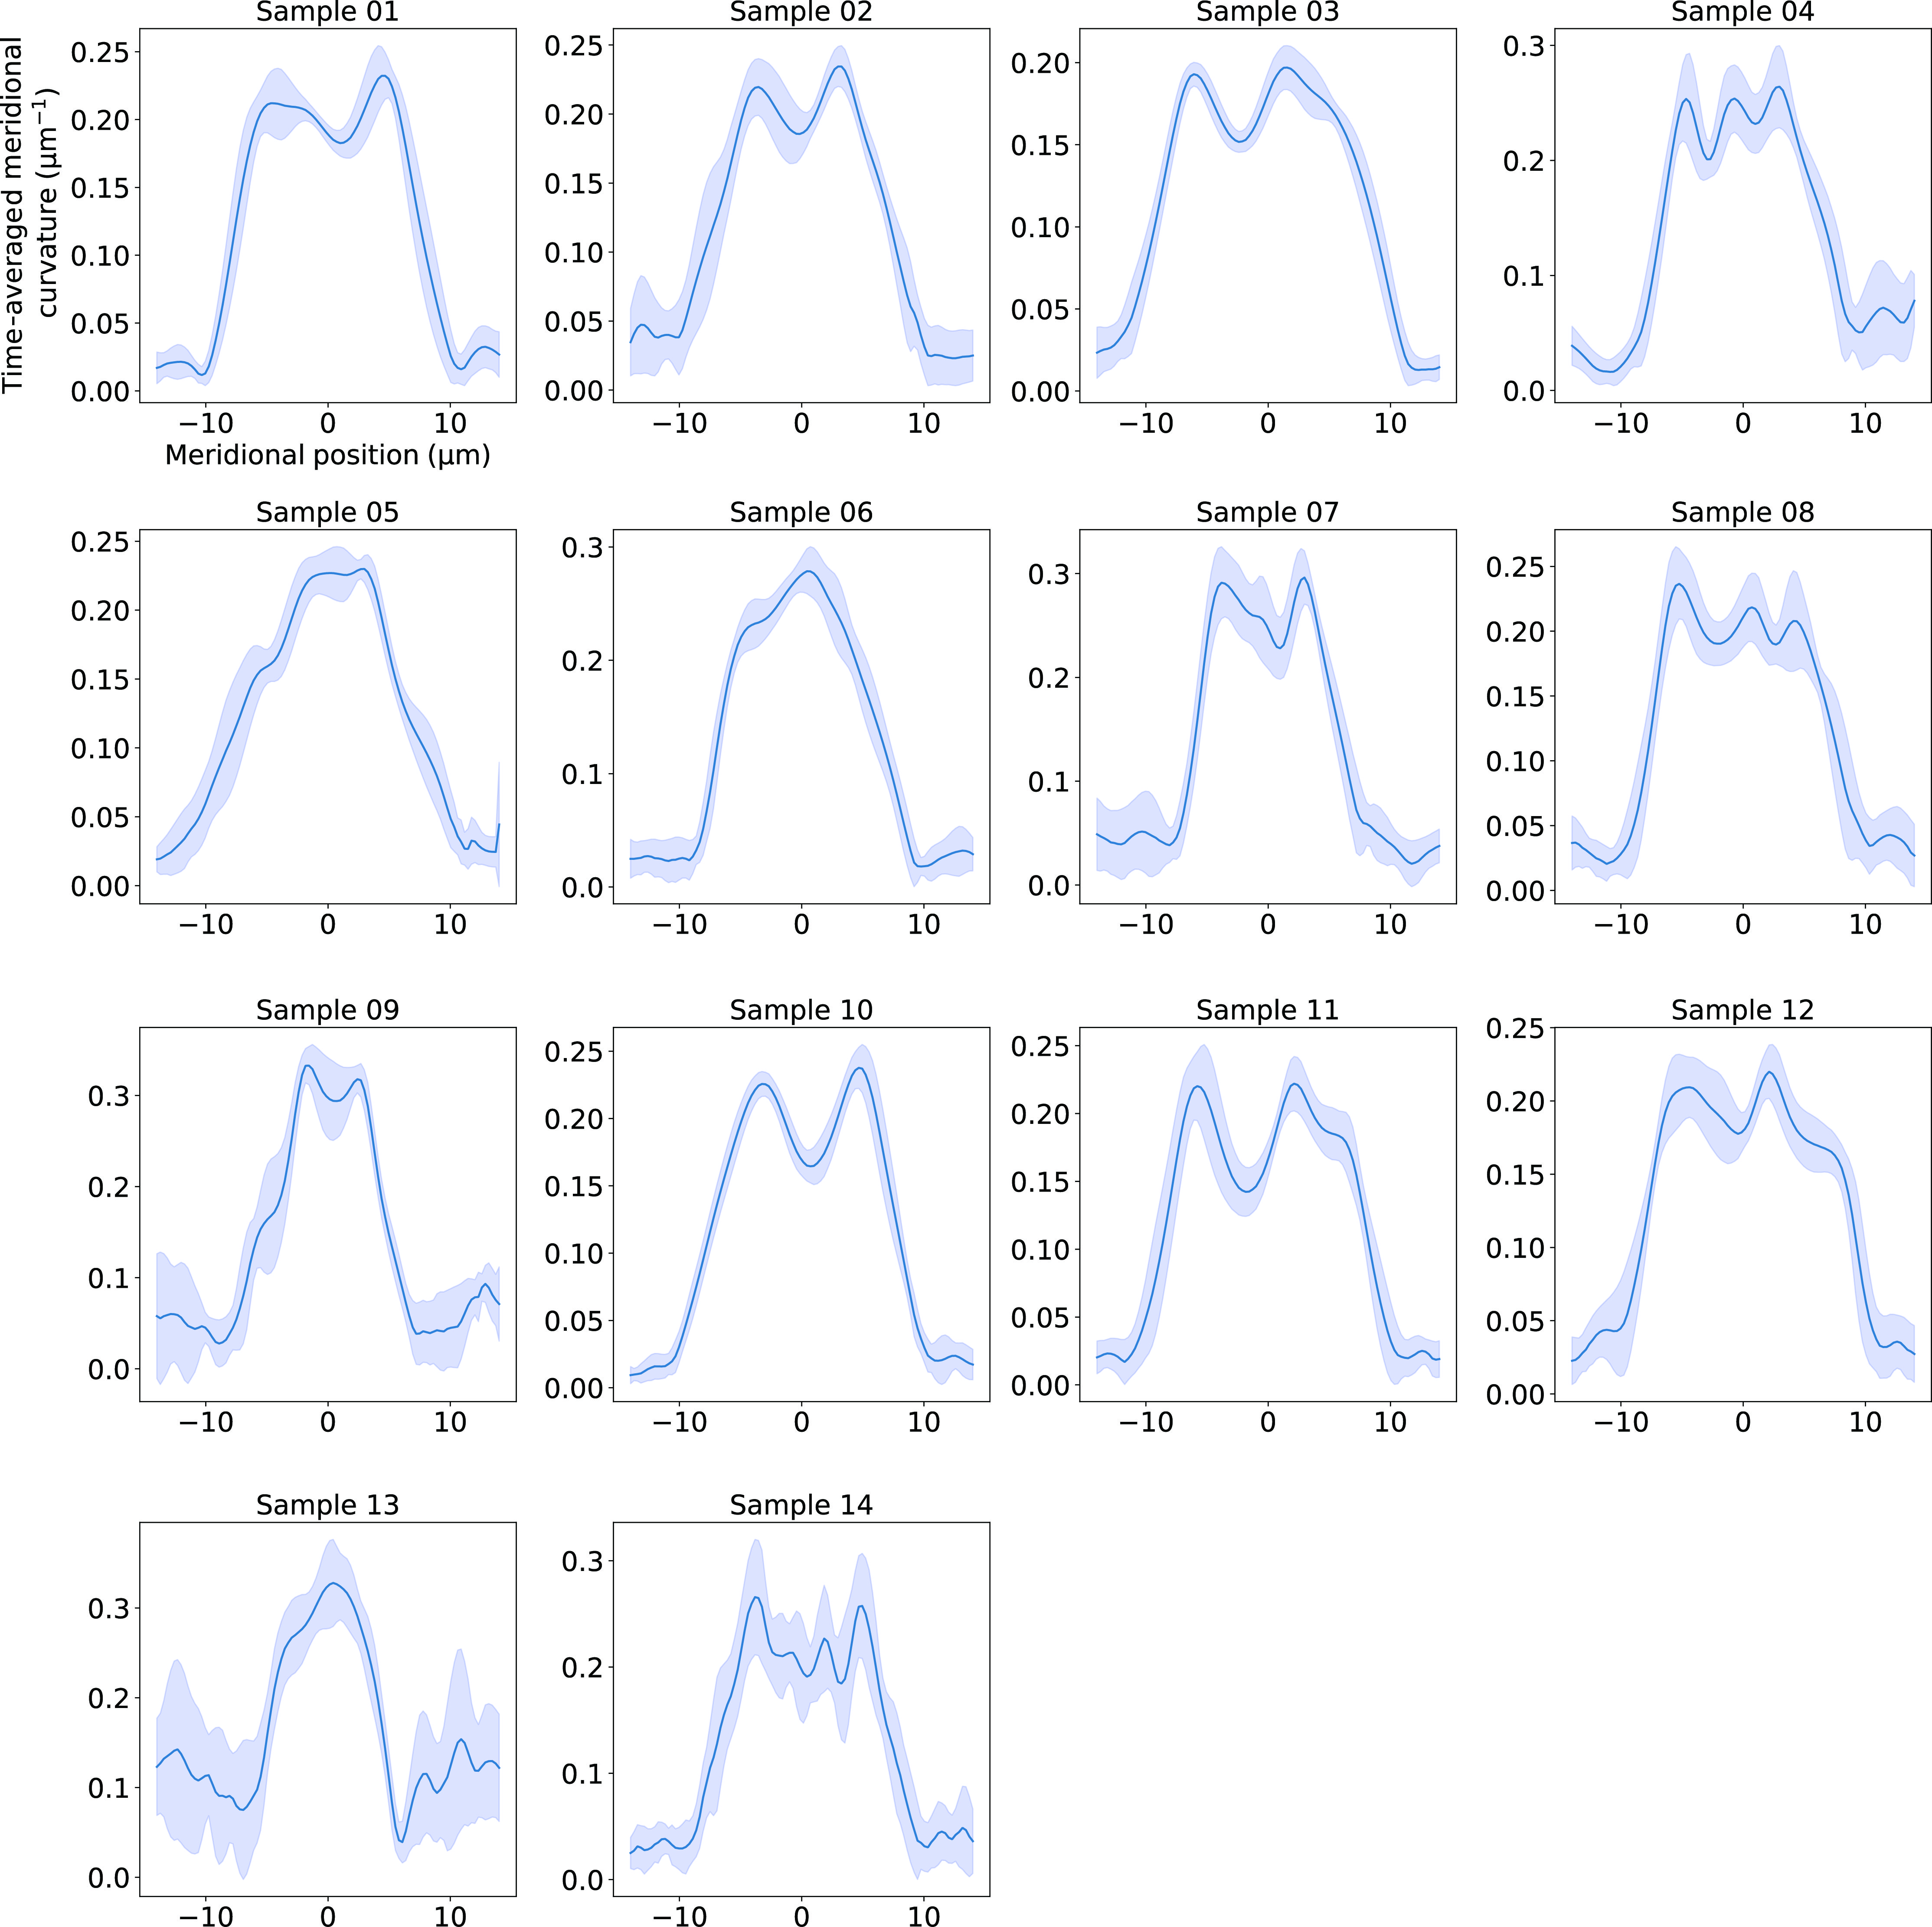 Sample 01
Sample 02
Sample 03
Sample 04
Time-averaged meridional
curvature (μm⁻¹)
0.25
0.20
0.15
0.10
0.05
0.00
−10 0 10
Meridional position (μm)
0.25
0.20
0.15
0.10
0.05
0.00
−10 0 10
0.20
0.15
0.10
0.05
0.00
−10 0 10
0.3
0.2
0.1
0.0
−10 0 10
Sample 05
Sample 06
Sample 07
Sample 08
0.25
0.20
0.15
0.10
0.05
0.00
−10 0 10
0.3
0.2
0.1
0.0
−10 0 10
0.3
0.2
0.1
0.0
−10 0 10
0.25
0.20
0.15
0.10
0.05
0.00
−10 0 10
Sample 09
Sample 10
Sample 11
Sample 12
0.3
0.2
0.1
0.0
−10 0 10
0.25
0.20
0.15
0.10
0.05
0.00
−10 0 10
0.25
0.20
0.15
0.10
0.05
0.00
−10 0 10
0.25
0.20
0.15
0.10
0.05
0.00
−10 0 10
Sample 13
Sample 14
0.3
0.2
0.1
0.0
−10 0 10
0.3
0.2
0.1
0.0
−10 0 10